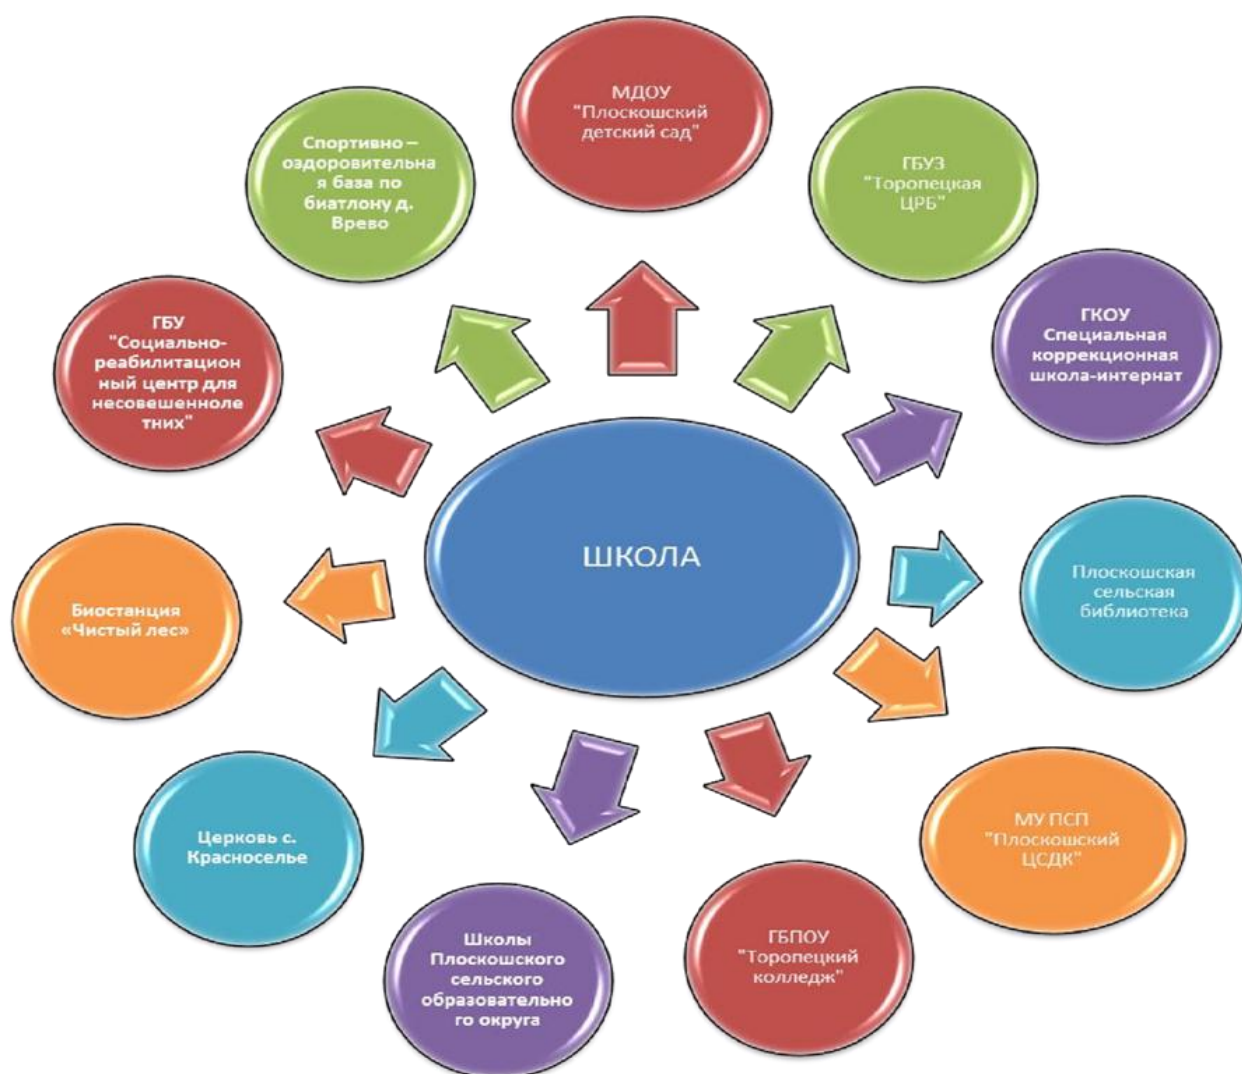 МДОУ
"Плоскошский
детский сад"
ГБУЗ
"Торопецкая
ЦРБ"
ГКОУ
Специальная
коррекционная
школа-интернат
Плоскошская
сельская
библиотека
МУ ПСП
"Плоскошский
ЦСДК"
ГБПОУ
"Торопецкий
колледж"
Школы
Плоскошского
сельского
образовательно
го округа
Церковь с.
Красноселье
Биостанция
«Чистый лес»
ГБУ
"Социально-
реабилитацион
ный центр для
несовешенноле
тних"
Спортивно –
оздоровительна
я база по
биатлону д.
Врево
ШКОЛА